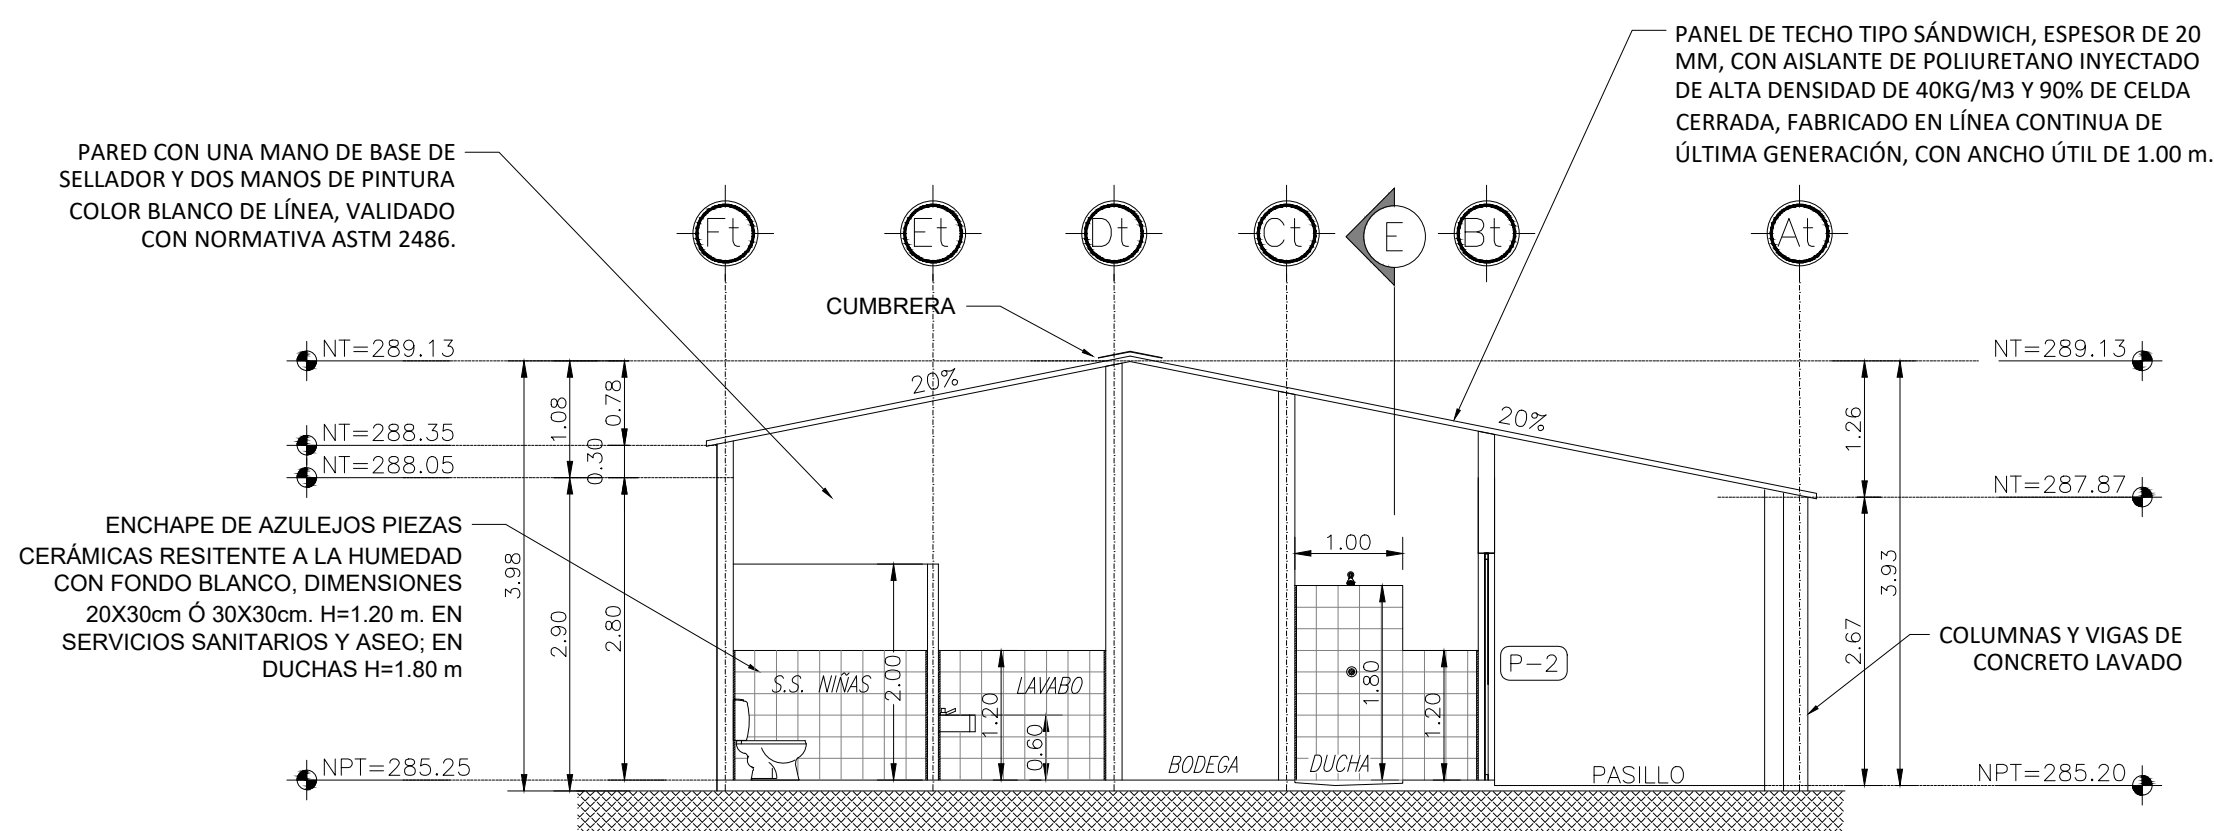 PANEL DE TECHO TIPO SÁNDWICH, ESPESOR DE 20
MM, CON AISLANTE DE POLIURETANO INYECTADO
DE ALTA DENSIDAD DE 40KG/M3 Y 90% DE CELDA
CERRADA, FABRICADO EN LÍNEA CONTINUA DE
ÚLTIMA GENERACIÓN, CON ANCHO ÚTIL DE 1.00 m.
PARED CON UNA MANO DE BASE DE
SELLADOR Y DOS MANOS DE PINTURA
COLOR BLANCO DE LÍNEA, VALIDADO
CON NORMATIVA ASTM 2486.
Ft
Et
Dt
Ct
E
Bt
At
CUMBRERA
NT=289.13
NT=289.13
20%
20%
0.78
1.08
0.30
1.26
NT=288.35
NT=288.05
NT=287.87
ENCHAPE DE AZULEJOS PIEZAS
CERÁMICAS RESITENTE A LA HUMEDAD
CON FONDO BLANCO, DIMENSIONES
20X30cm Ó 30X30cm. H=1.20 m. EN
SERVICIOS SANITARIOS Y ASEO; EN
DUCHAS H=1.80 m
3.98
2.90
2.80
1.00
3.93
2.67
COLUMNAS Y VIGAS DE
CONCRETO LAVADO
S.S. NIÑAS
2.00
LAVABO
1.20
0.60
1.80
1.20
P-2
BODEGA
DUCHA
PASILLO
NPT=285.25
NPT=285.20